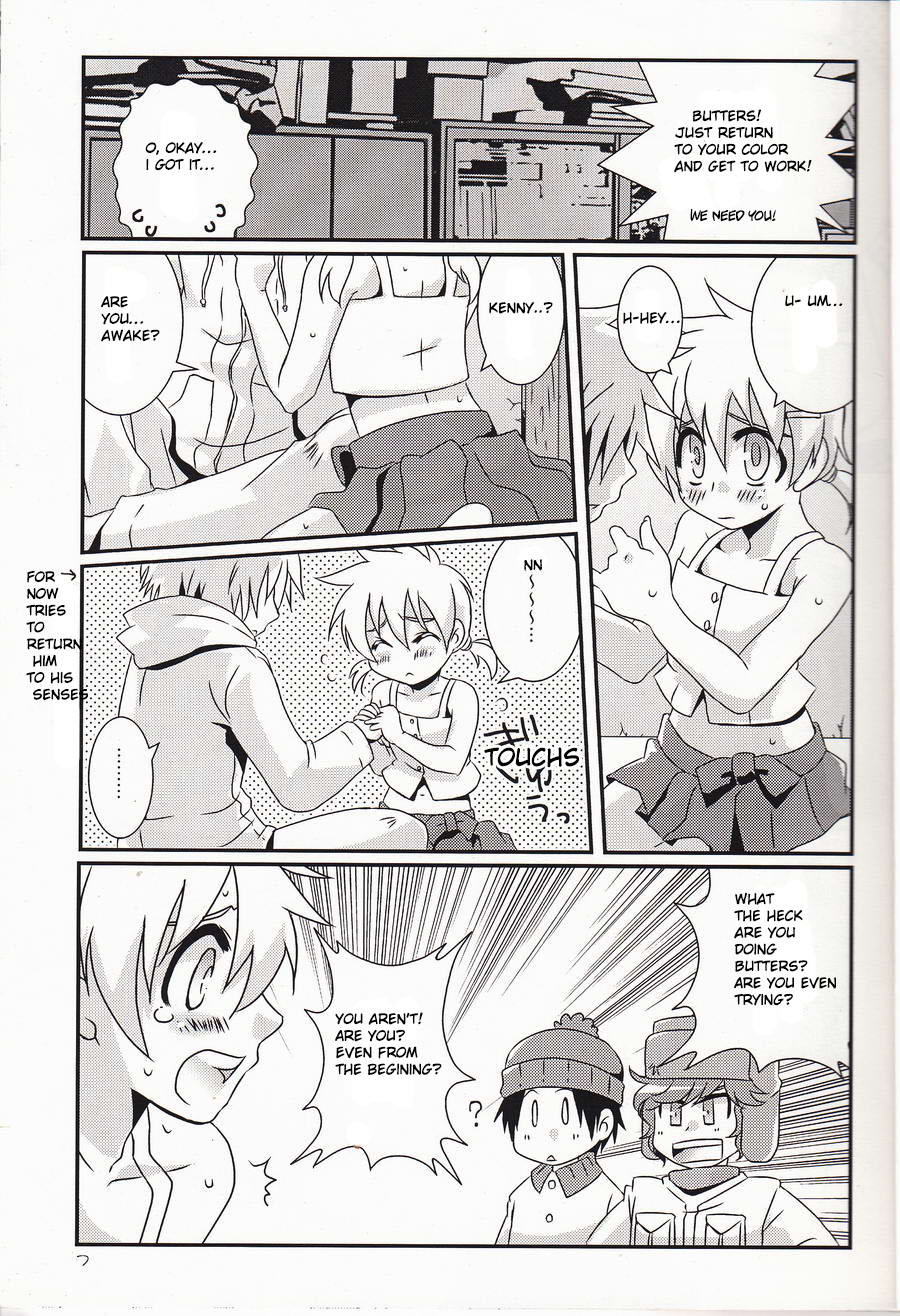 BUTTERS!
JUST RETURN
TO YOUR COLOR
AND GET TO WORK!
WE NEED YOU!
O, OKAY...
I GOT IT...
U- UM...
H-HEY...
KENNY..?
ARE
YOU...
AWAKE?
NN
~~~~...
TOUCHS
.........
FOR →
NOW
TRIES
TO
RETURN
HIM
TO HIS
SENSES
WHAT
THE HECK
ARE YOU
DOING
BUTTERS?
ARE YOU EVEN
TRYING?
?
YOU AREN'T!
ARE YOU?
EVEN FROM
THE BEGINING?